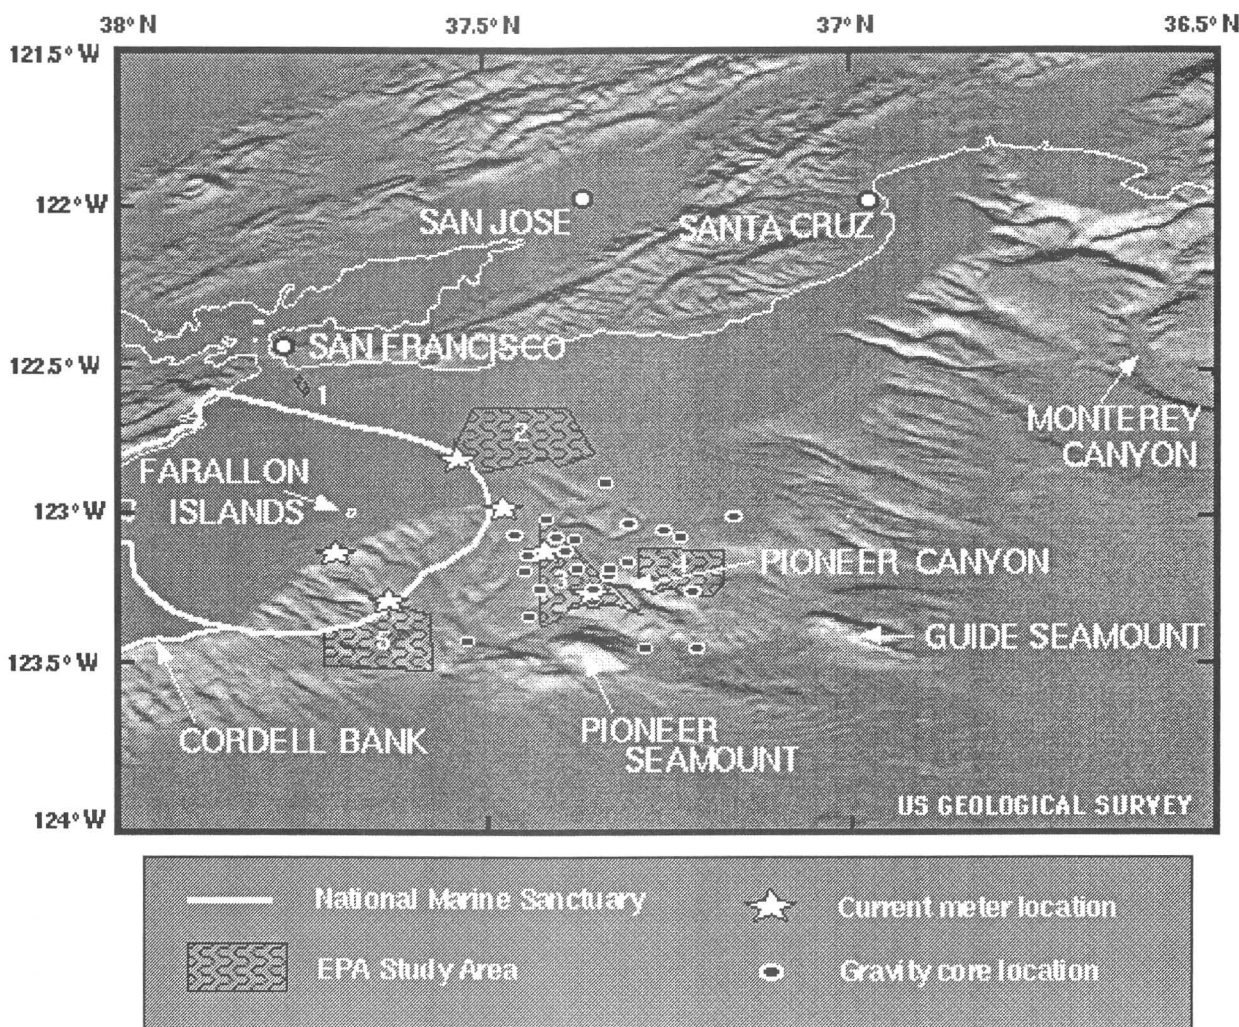 38° N 37.5° N 37° N 36.5° N
121.5° W
122° W
122.5° W
123° W
123.5° W
124° W
SAN JOSE
SANTA CRUZ
SAN FRANCISCO
1
2
MONTEREY
CANYON
FARALLON
ISLANDS
PIONEER CANYON
3
4
GUIDE SEAMOUNT
5
CORDELL BANK
PIONEER
SEAMOUNT
US GEOLOGICAL SURVEY
National Marine Sanctuary
Current meter location
EPA Study Area
Gravity core location